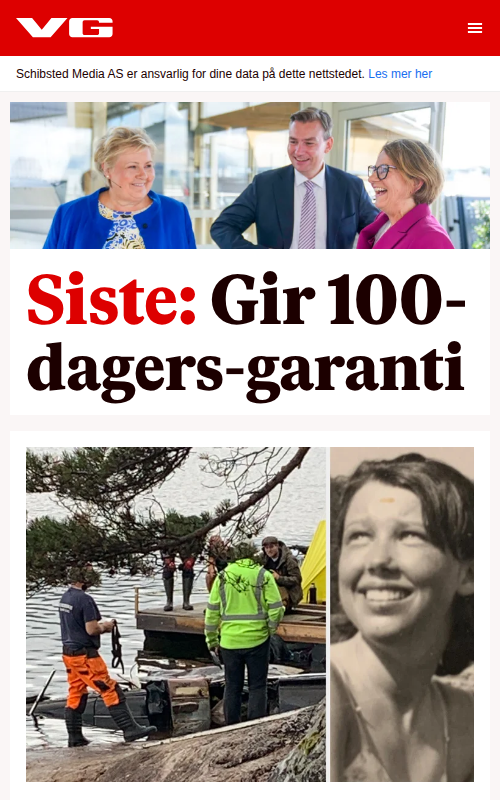 VG
Schibsted Media AS er ansvarlig for dine data på dette nettstedet. Les mer her
Siste: Gir 100-
dagers-garanti